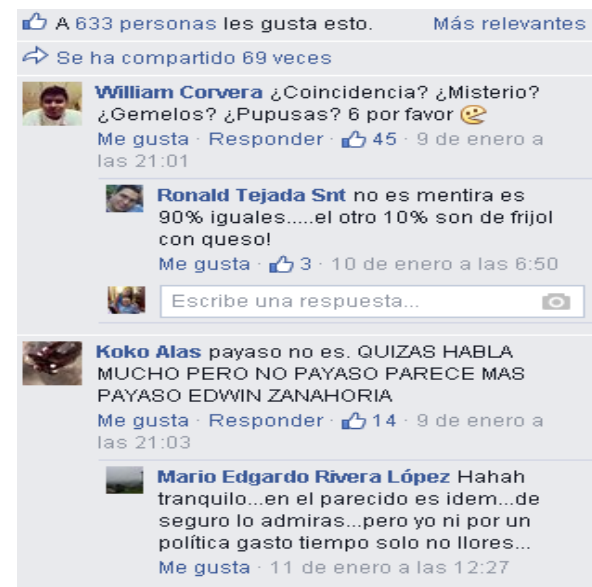 A 633 personas les gusta esto. Más relevantes
Se ha compartido 69 veces
William Corvera ¿Coincidencia? ¿Misterio?
¿Gemelos? ¿Pupusas? 6 por favor
Me gusta · Responder · 45 · 9 de enero a
las 21:01
Ronald Tejada Snt no es mentira es
90% iguales.....el otro 10% son de frijol
con queso!
Me gusta · 3 · 10 de enero a las 6:50
Escribe una respuesta...
Koko Alas payaso no es. QUIZAS HABLA
MUCHO PERO NO PAYASO PARECE MAS
PAYASO EDWIN ZANAHORIA
Me gusta · Responder · 14 · 9 de enero a
las 21:03
Mario Edgardo Rivera López Hahah
tranquilo...en el parecido es idem...de
seguro lo admiras...pero yo ni por un
política gasto tiempo solo no llores...
Me gusta · 11 de enero a las 12:27